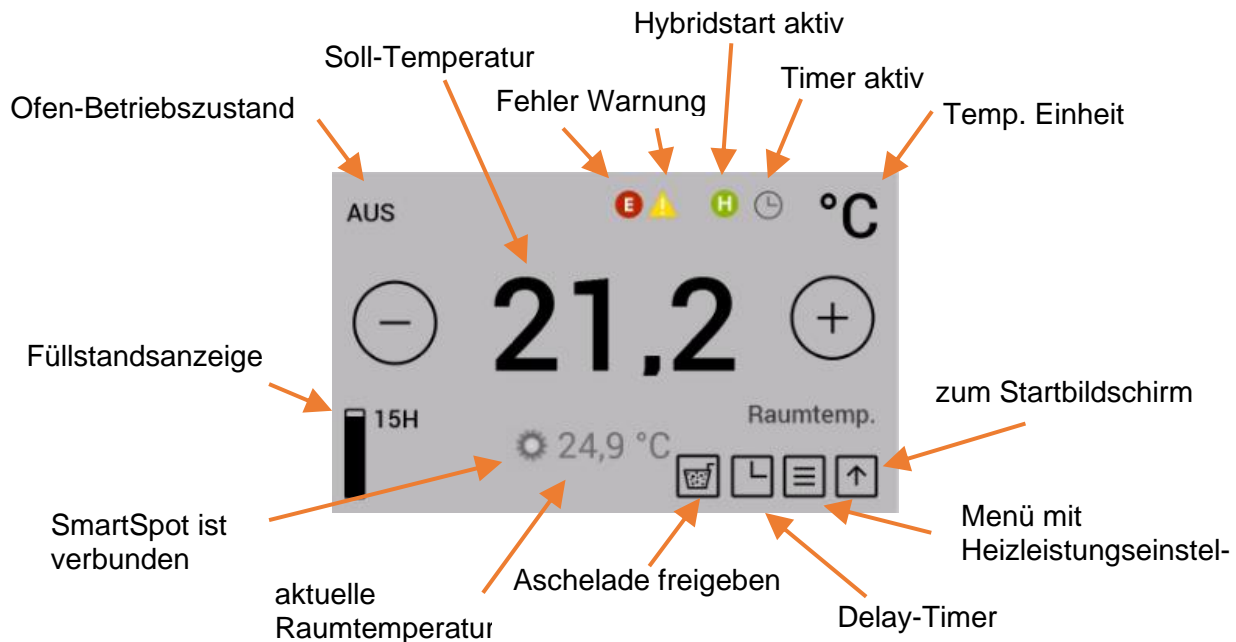 Hybridstart aktiv
Soll-Temperatur
Timer aktiv
Ofen-Betriebszustand
Fehler Warnung
Temp. Einheit
AUS
E
H
°C
21,2
Füllstandsanzeige
15H
Raumtemp.
zum Startbildschirm
24,9 °C
SmartSpot ist
verbunden
Menü mit
Heizleistungseinstel-
Aschelade freigeben
aktuelle
Raumtemperatur
Delay-Timer